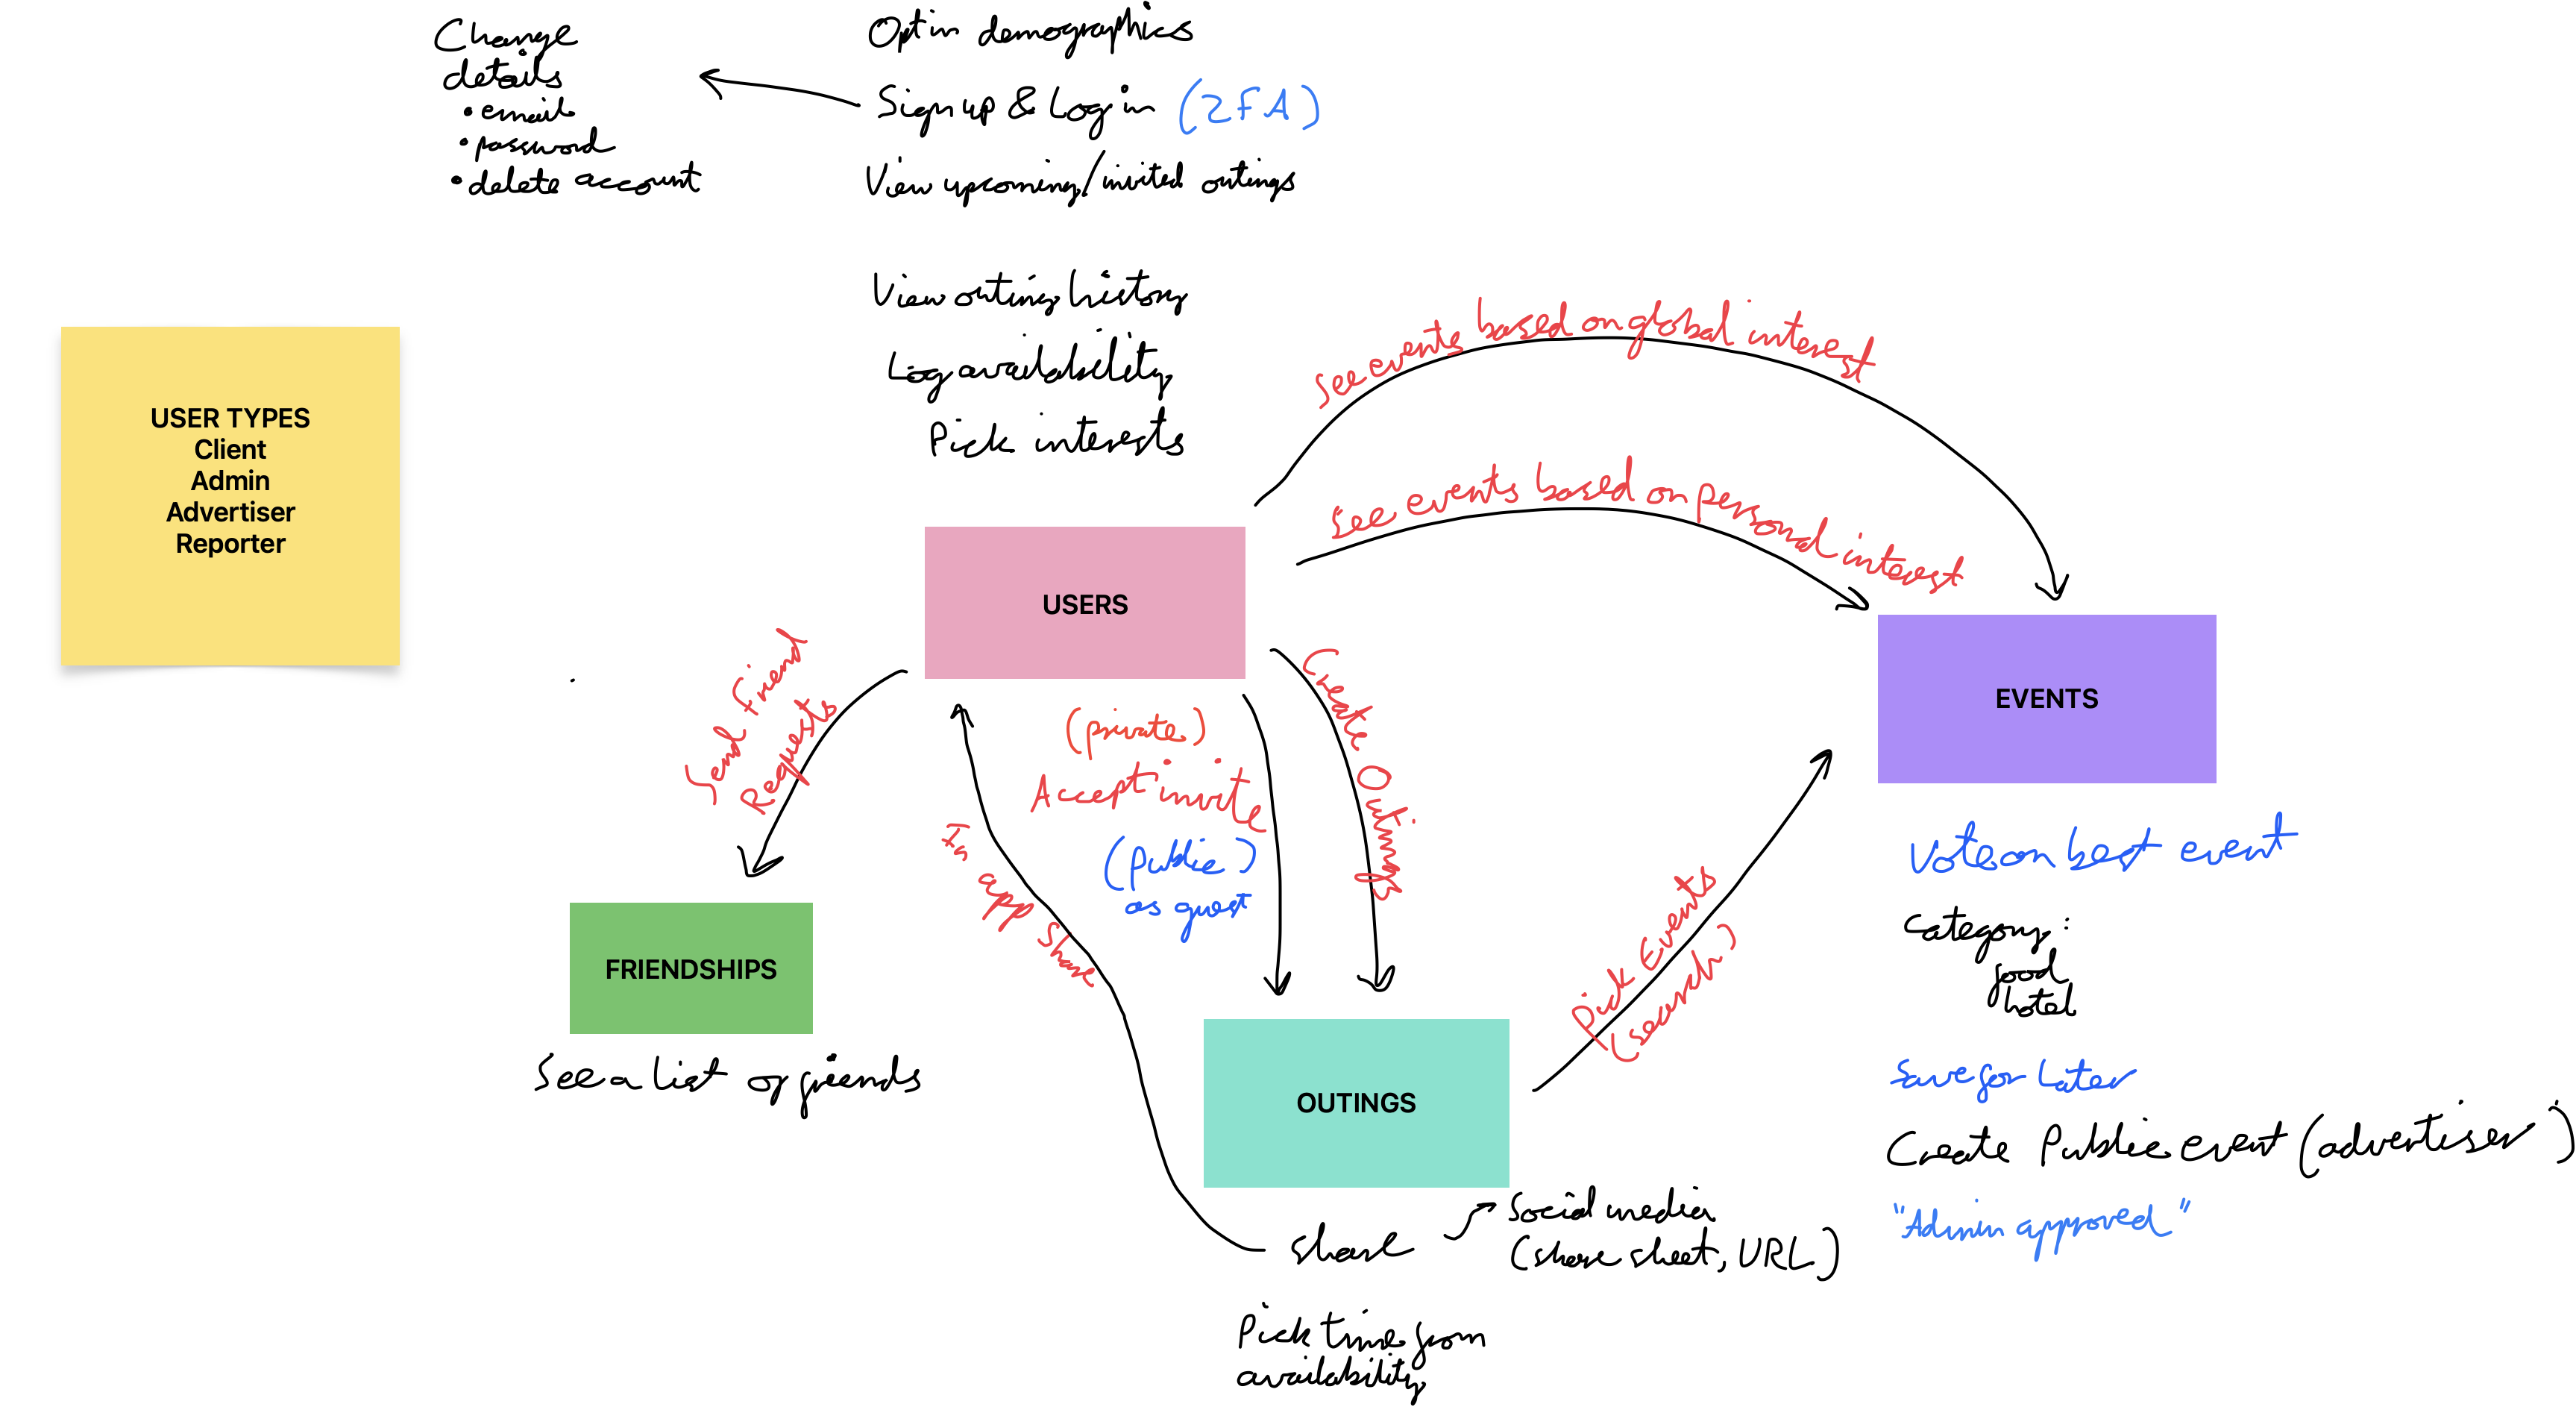 Change
details
• email
• password
• delete account
Opt in demographics
Sign up & Log in (2FA)
View upcoming/invited outings
View outing history
Log availability
Pick interests
USER TYPES
Client
Admin
Advertiser
Reporter
See events based on global interest
See events based on personal interest
USERS
EVENTS
Send Friend
Requests
(private)
Accept invite
(public)
as guest
Create Outings
In app share
Pick Events
(search)
FRIENDSHIPS
See a list of friends
OUTINGS
share
Social media
(share sheet, URL)
Pick time from
availability
Vote on best event
Category:
food
hotel
Save for Later
Create Public event (advertiser)
"Admin approved"